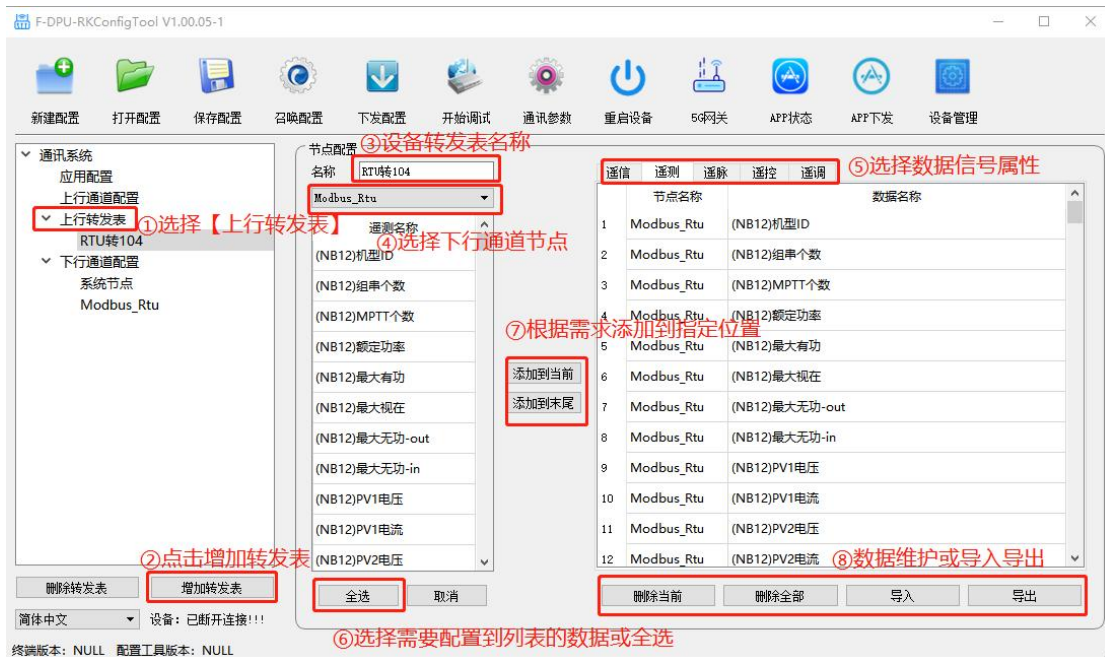 F-DPU-RKConfigTool V1.00.05-1
新建配置 打开配置 保存配置 召唤配置 下发配置 开始调试 通讯参数 重启设备 5G网关 APP状态 APP下发 设备管理
通讯系统
应用配置
上行通道配置
上行转发表
RTU转104
下行通道配置
系统节点
Modbus_Rtu
①选择【上行转发表】
②点击增加转发表
删除转发表 增加转发表
简体中文 设备：已断开连接!!!
终端版本：NULL 配置工具版本：NULL
节点配置
③设备转发表名称
名称 RTU转104
Modbus_Rtu
④选择下行通道节点
遥测名称
(NB12)机型ID
(NB12)组串个数
(NB12)MPTT个数
(NB12)额定功率
(NB12)最大有功
(NB12)最大视在
(NB12)最大无功-out
(NB12)最大无功-in
(NB12)PV1电压
(NB12)PV1电流
(NB12)PV2电压
全选 取消
⑥选择需要配置到列表的数据或全选
⑦根据需求添加到指定位置
添加到当前
添加到末尾
遥信 遥测 遥脉 遥控 遥调
⑤选择数据信号属性
节点名称 数据名称
1 Modbus_Rtu (NB12)机型ID
2 Modbus_Rtu (NB12)组串个数
3 Modbus_Rtu (NB12)MPTT个数
4 Modbus_Rtu (NB12)额定功率
5 Modbus_Rtu (NB12)最大有功
6 Modbus_Rtu (NB12)最大视在
7 Modbus_Rtu (NB12)最大无功-out
8 Modbus_Rtu (NB12)最大无功-in
9 Modbus_Rtu (NB12)PV1电压
10 Modbus_Rtu (NB12)PV1电流
11 Modbus_Rtu (NB12)PV2电压
12 Modbus_Rtu (NB12)PV2电流
⑧数据维护或导入导出
删除当前 删除全部 导入 导出